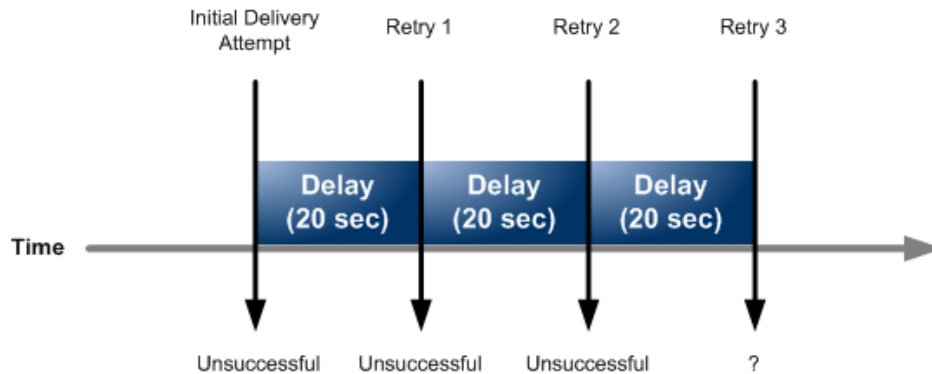 Initial Delivery
Attempt
Retry 1
Retry 2
Retry 3
Delay
(20 sec)
Delay
(20 sec)
Delay
(20 sec)
Time
Unsuccessful
Unsuccessful
Unsuccessful
?